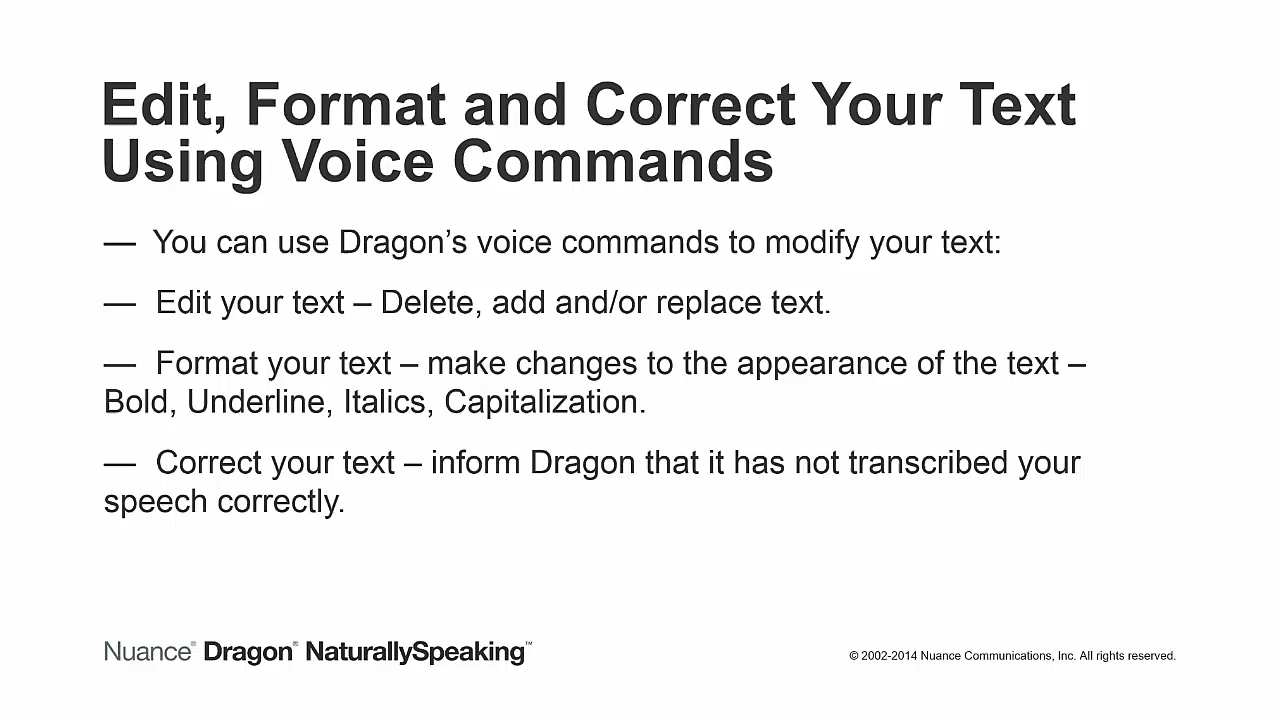 Edit, Format and Correct Your Text
Using Voice Commands
— You can use Dragon’s voice commands to modify your text:
— Edit your text – Delete, add and/or replace text.
— Format your text – make changes to the appearance of the text –
Bold, Underline, Italics, Capitalization.
— Correct your text – inform Dragon that it has not transcribed your
speech correctly.
Nuance® Dragon® NaturallySpeaking™
© 2002-2014 Nuance Communications, Inc. All rights reserved.